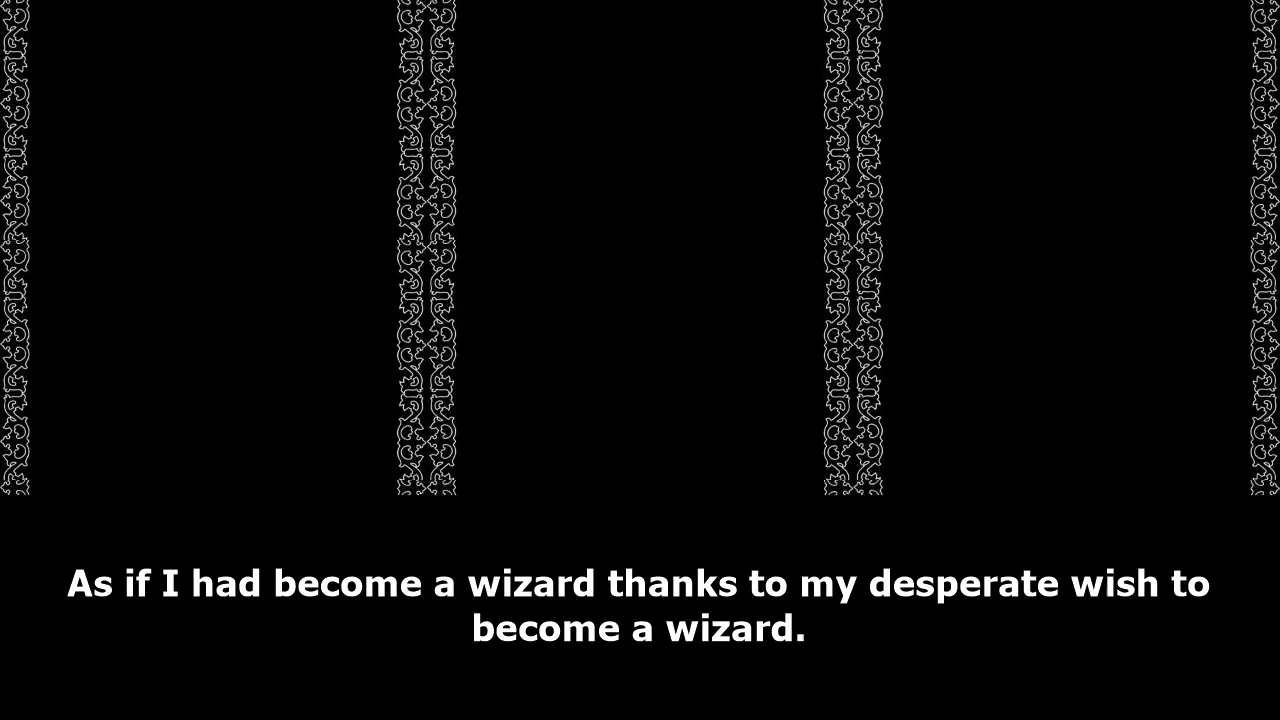 As if I had become a wizard thanks to my desperate wish to
become a wizard.